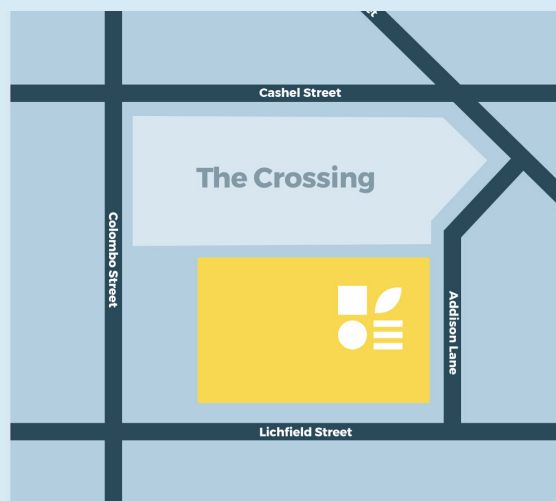 Cashel Street
The Crossing
Colombo Street
Addison Lane
Lichfield Street